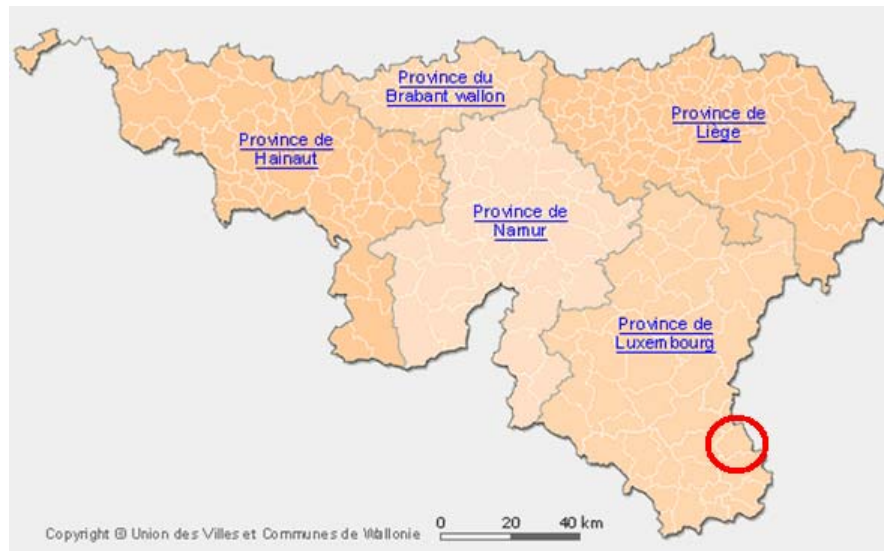 Province du
Brabant wallon
Province de
Liège
Province de
Hainaut
Province de
Namur
Province de
Luxembourg
0 20 40 km
Copyright © Union des Villes et Communes de Wallonie